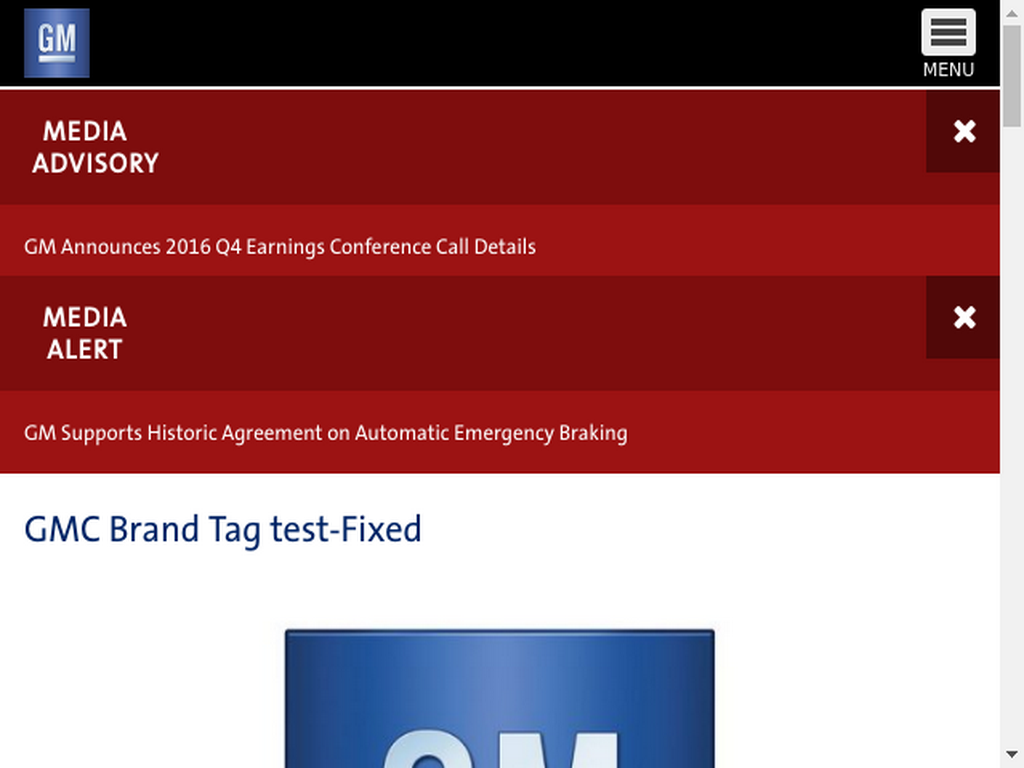 GM
MENU
MEDIA
ADVISORY
GM Announces 2016 Q4 Earnings Conference Call Details
MEDIA
ALERT
GM Supports Historic Agreement on Automatic Emergency Braking
GMC Brand Tag test-Fixed
GM